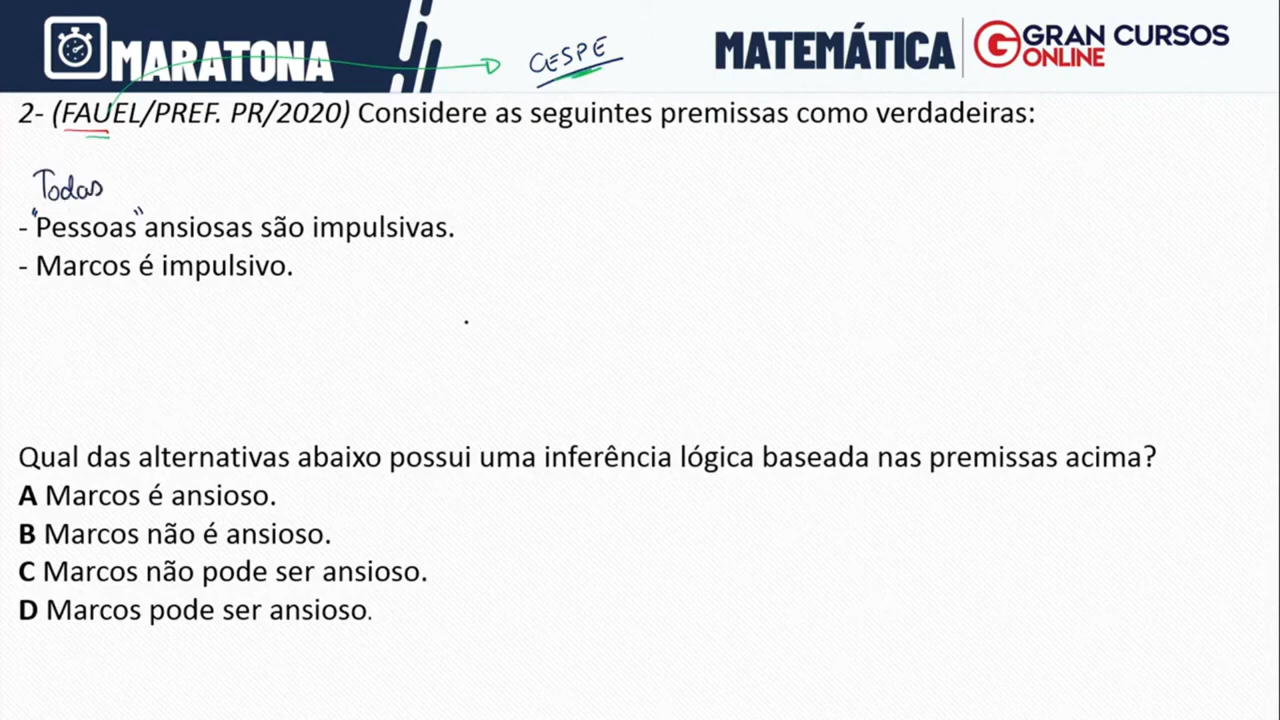 MARATONA
CESPE
MATEMÁTICA
GRAN CURSOS
ONLINE
2- (FAUEL/PREF. PR/2020) Considere as seguintes premissas como verdadeiras:
Todas
- "Pessoas" ansiosas são impulsivas.
- Marcos é impulsivo.
Qual das alternativas abaixo possui uma inferência lógica baseada nas premissas acima?
A Marcos é ansioso.
B Marcos não é ansioso.
C Marcos não pode ser ansioso.
D Marcos pode ser ansioso.